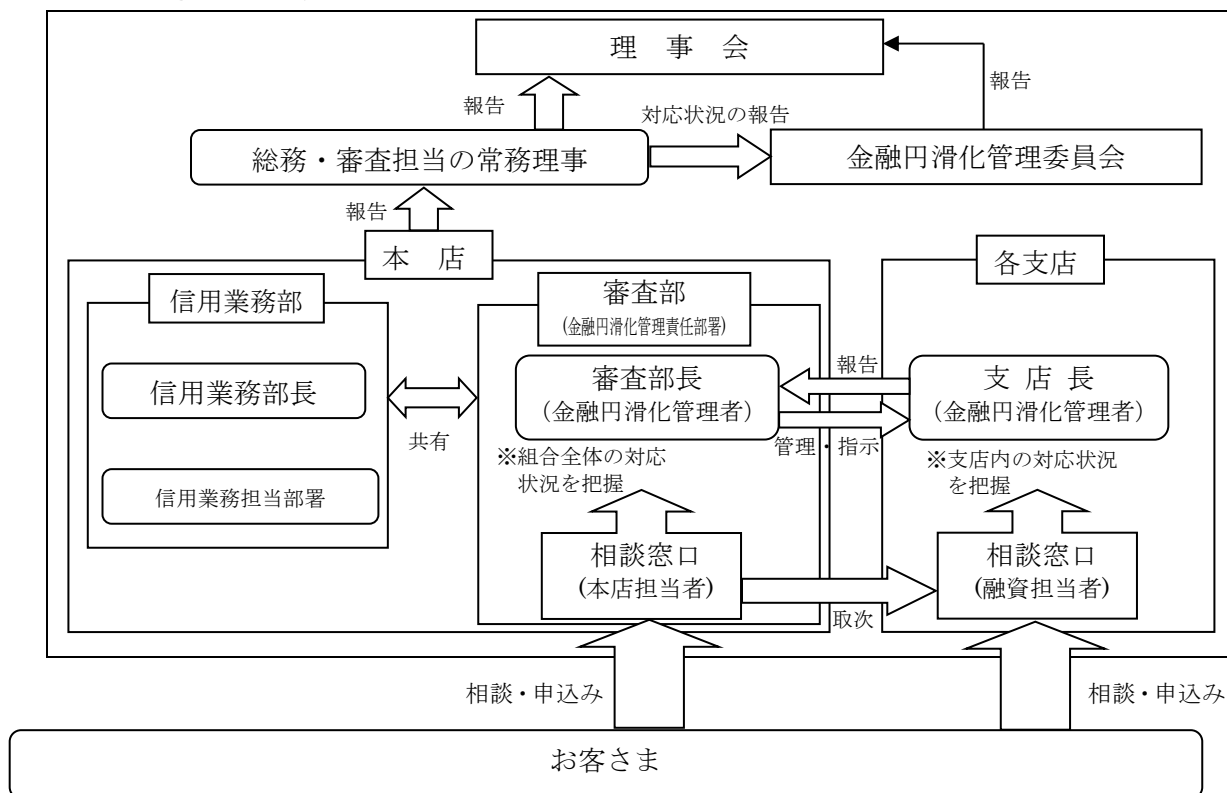 理　事　会
報告
報告
対応状況の報告
総務・審査担当の常務理事
金融円滑化管理委員会
報告
本　店
各支店
信用業務部
審査部
(金融円滑化管理責任部署)
信用業務部長
信用業務担当部署
共有
審査部長
（金融円滑化管理者）
※組合全体の対応
状況を把握
報告
管理・指示
支 店 長
（金融円滑化管理者）
※支店内の対応状況
を把握
相談窓口
(本店担当者)
取次
相談窓口
(融資担当者)
相談・申込み
相談・申込み
お客さま